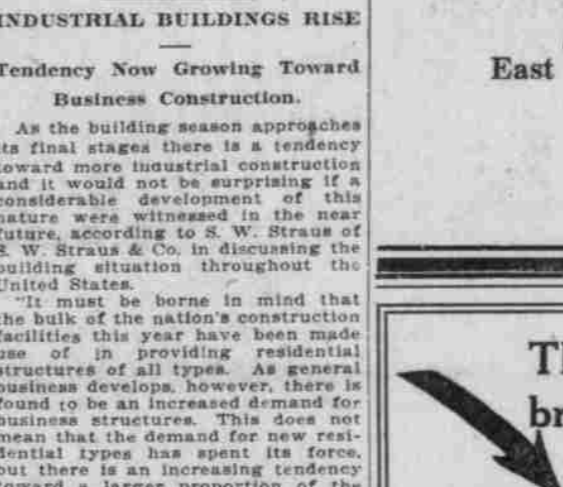 INDUSTRIAL BUILDINGS RISE
Tendency Now Growing Toward
Business Construction.
As the building season approaches
its final stages there is a tendency
toward more industrial construction
and it would not be surprising if a
considerable development of this
nature were witnessed in the near
future, according to S. W. Straus of
S. W. Straus & Co. in discussing the
building situation throughout the
United States.
"It must be borne in mind that
the bulk of the nation's construction
facilities this year have been made
use of in providing residential
structures of all types. As general
business develops, however, there is
found to be an increased demand for
business structures. This does not
mean that the demand for new resi-
dential types has spent its force,
but there is an increasing tendency
toward a larger proportion of the
East
Th
br